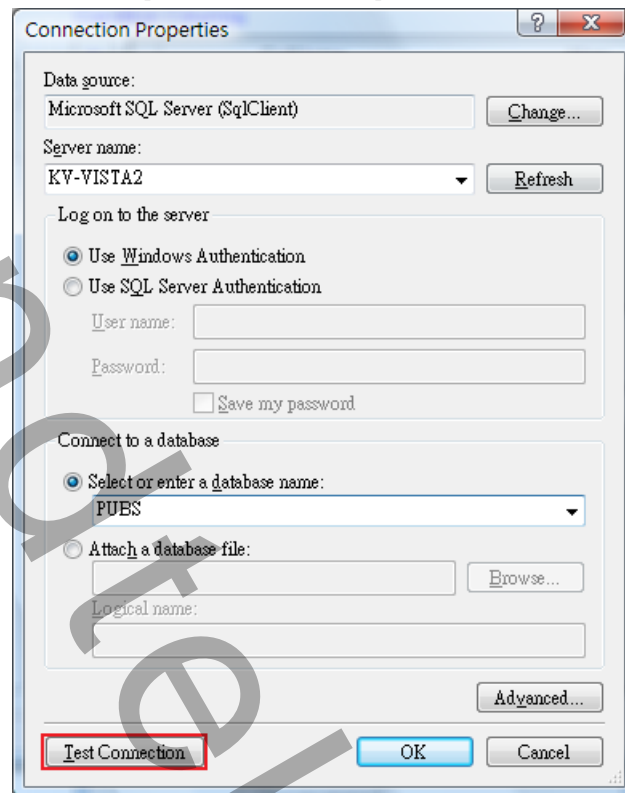 Connection Properties
Data source:
Microsoft SQL Server (SqlClient)
Change...
Server name:
KV-VISTA2
Refresh
Log on to the server
Use Windows Authentication
Use SQL Server Authentication
User name:
Password:
Save my password
Connect to a database
Select or enter a database name:
PUBS
Attach a database file:
Browse...
Logical name:
Advanced...
Test Connection
OK
Cancel